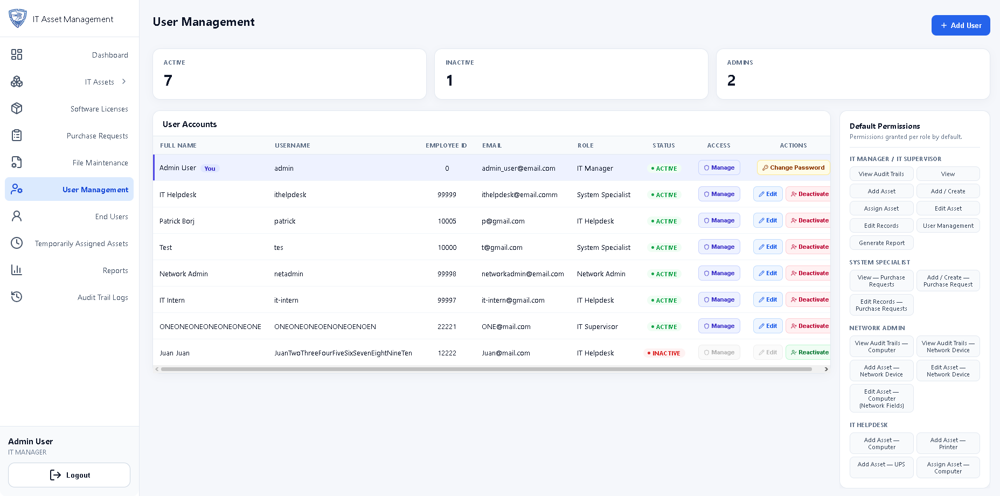 IT Asset Management
Dashboard
IT Assets
Software Licenses
Purchase Requests
File Maintenance
User Management
End Users
Temporarily Assigned Assets
Reports
Audit Trail Logs
Admin User
IT MANAGER
Logout
User Management
+ Add User
ACTIVE
7
INACTIVE
1
ADMINS
2
User Accounts
FULL NAME USERNAME EMPLOYEE ID EMAIL ROLE STATUS ACCESS ACTIONS
Admin User You admin 0 admin_user@email.com IT Manager ACTIVE Manage Change Password
IT Helpdesk ithelpdesk 99999 ithelpdesk@email.comm System Specialist ACTIVE Manage Edit Deactivate
Patrick Borj patrick 10005 p@gmail.com IT Helpdesk ACTIVE Manage Edit Deactivate
Test tes 10000 t@gmail.com System Specialist ACTIVE Manage Edit Deactivate
Network Admin netadmin 99998 networkadmin@email.com Network Admin ACTIVE Manage Edit Deactivate
IT Intern it-intern 99997 it-intern@gmail.com IT Helpdesk ACTIVE Manage Edit Deactivate
ONEONEONEONEONEONEONE ONEONEONEOENONEOENOEN 22221 ONE@mail.com IT Supervisor ACTIVE Manage Edit Deactivate
Juan Juan JuanTwoThreeFourFiveSixSevenEightNineTen 12222 Juan@mail.com IT Helpdesk INACTIVE Manage Edit Reactivate
Default Permissions
Permissions granted per role by default.
IT MANAGER / IT SUPERVISOR
View Audit Trails View
Add Asset Add / Create
Assign Asset Edit Asset
Edit Records User Management
Generate Report
SYSTEM SPECIALIST
View — Purchase Requests
Add / Create — Purchase Request
Edit Records — Purchase Requests
NETWORK ADMIN
View Audit Trails — Computer
View Audit Trails — Network Device
Add Asset — Network Device
Edit Asset — Network Device
Edit Asset — Computer (Network Fields)
IT HELPDESK
Add Asset — Computer
Add Asset — Printer
Add Asset — UPS
Assign Asset — Computer